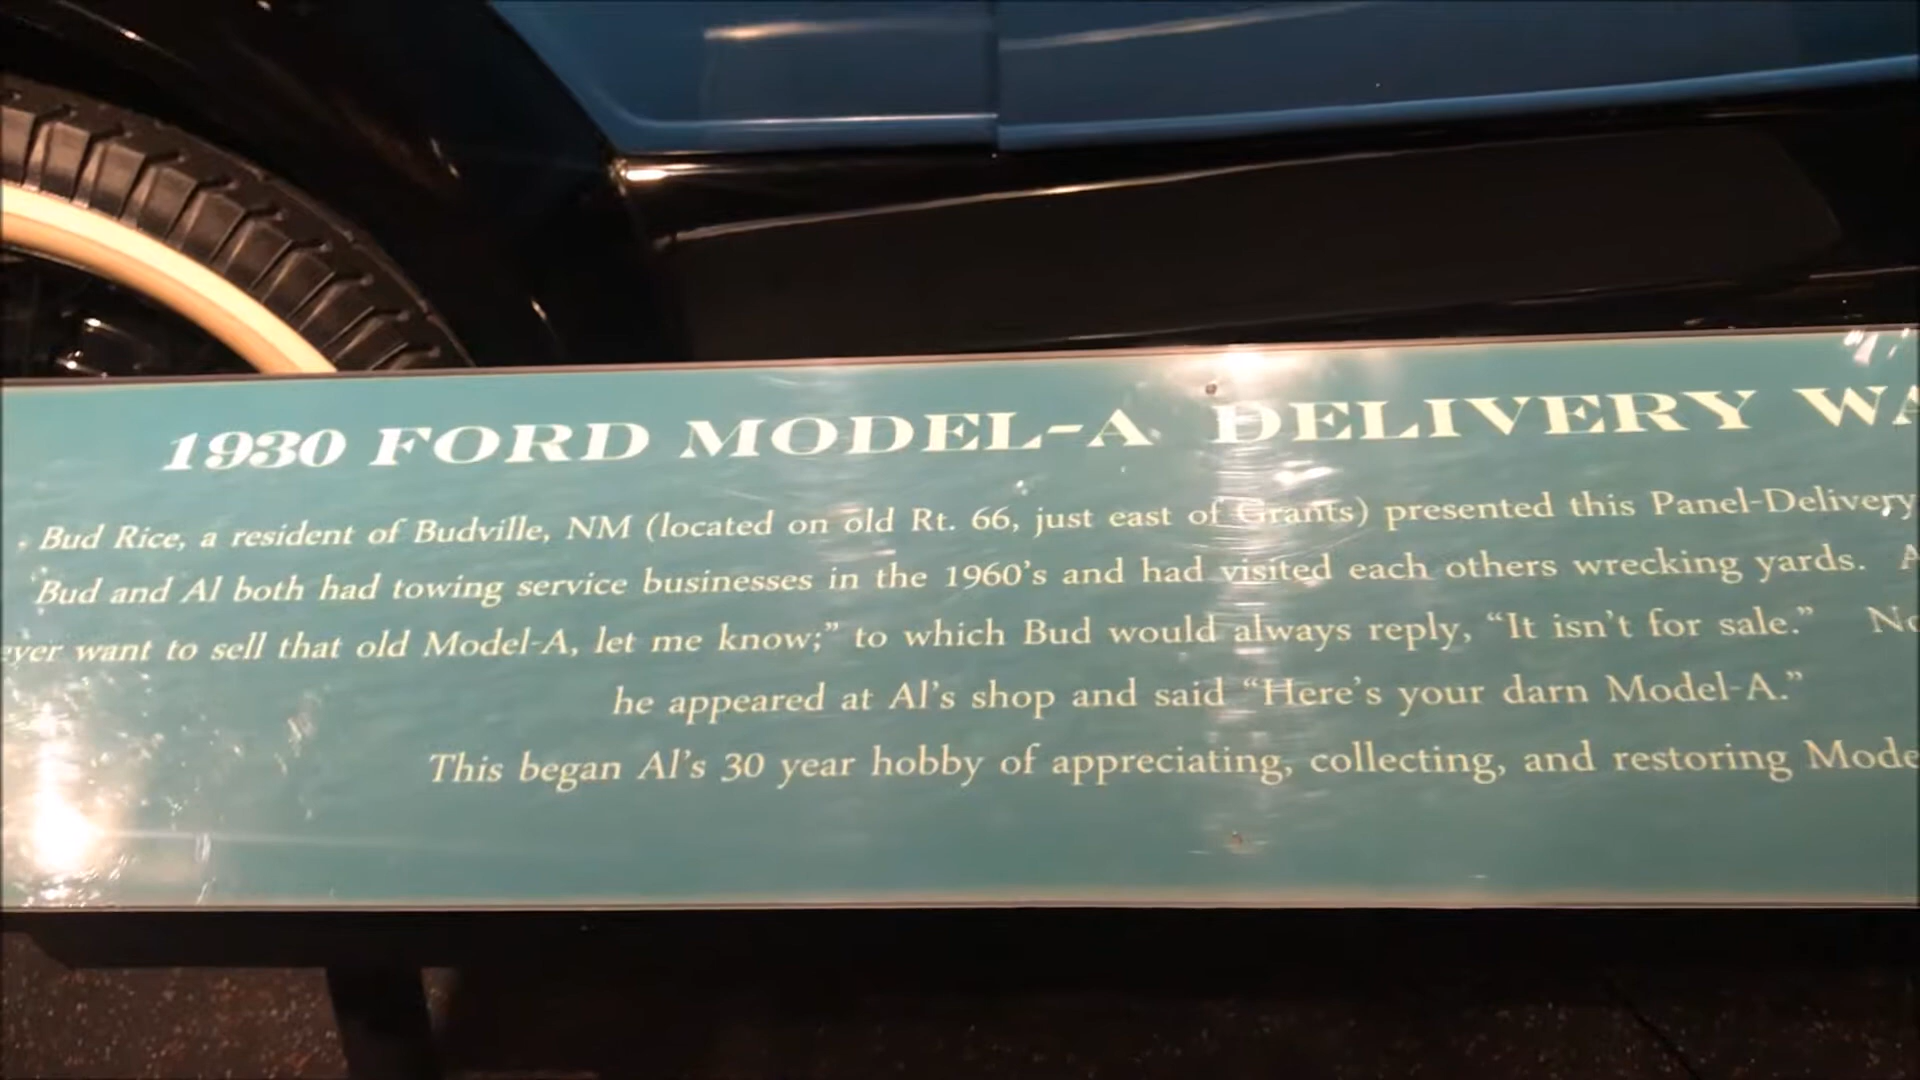 1930 FORD MODEL-A DELIVERY
Bud Rice, a resident of Budville, NM (located on old Rt. 66, just east of Grants) presented this Panel-Delivery
Bud and Al both had towing service businesses in the 1960's and had visited each others wrecking yards.
want to sell that old Model-A, let me know;” to which Bud would always reply, “It isn't for sale.”
he appeared at Al's shop and said “Here's your darn Model-A.”
This began Al's 30 year hobby of appreciating, collecting, and restoring